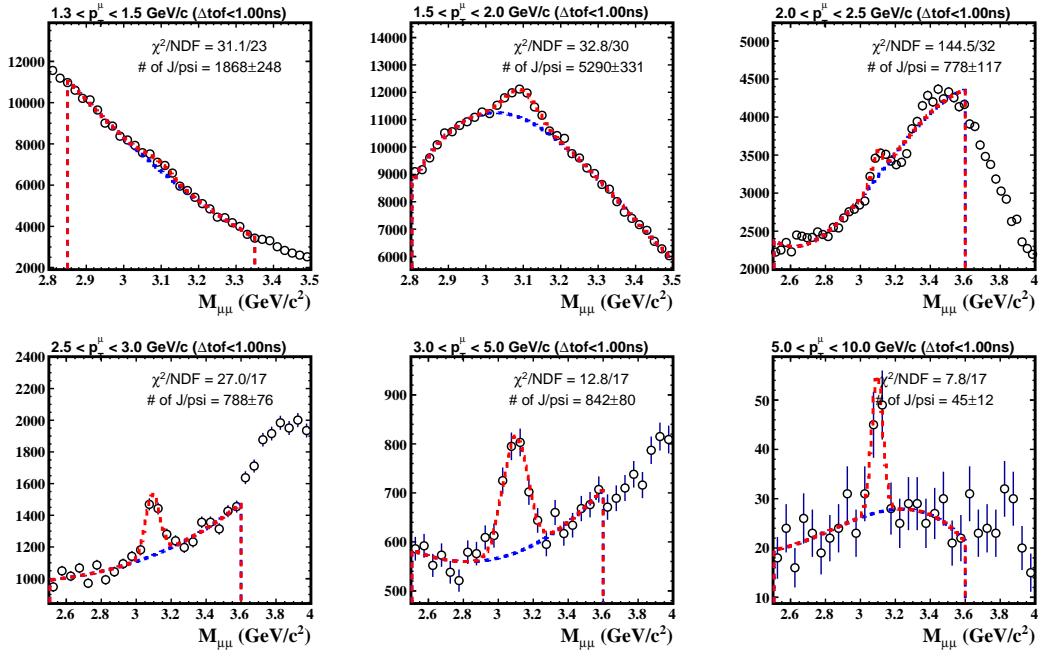 1.3 < p_T^μ < 1.5 GeV/c (Δtof<1.00ns)
χ²/NDF = 31.1/23
# of J/psi = 1868±248
12000
10000
8000
6000
4000
2000
2.8 2.9 3 3.1 3.2 3.3 3.4 3.5
M_μμ (GeV/c²)
1.5 < p_T^μ < 2.0 GeV/c (Δtof<1.00ns)
χ²/NDF = 32.8/30
# of J/psi = 5290±331
14000
13000
12000
11000
10000
9000
8000
7000
6000
2.8 2.9 3 3.1 3.2 3.3 3.4 3.5
M_μμ (GeV/c²)
2.0 < p_T^μ < 2.5 GeV/c (Δtof<1.00ns)
χ²/NDF = 144.5/32
# of J/psi = 778±117
5000
4500
4000
3500
3000
2500
2000
2.6 2.8 3 3.2 3.4 3.6 3.8 4
M_μμ (GeV/c²)
2.5 < p_T^μ < 3.0 GeV/c (Δtof<1.00ns)
χ²/NDF = 27.0/17
# of J/psi = 788±76
2400
2200
2000
1800
1600
1400
1200
1000
2.6 2.8 3 3.2 3.4 3.6 3.8 4
M_μμ (GeV/c²)
3.0 < p_T^μ < 5.0 GeV/c (Δtof<1.00ns)
χ²/NDF = 12.8/17
# of J/psi = 842±80
900
800
700
600
500
2.6 2.8 3 3.2 3.4 3.6 3.8 4
M_μμ (GeV/c²)
5.0 < p_T^μ < 10.0 GeV/c (Δtof<1.00ns)
χ²/NDF = 7.8/17
# of J/psi = 45±12
50
40
30
20
10
2.6 2.8 3 3.2 3.4 3.6 3.8 4
M_μμ (GeV/c²)